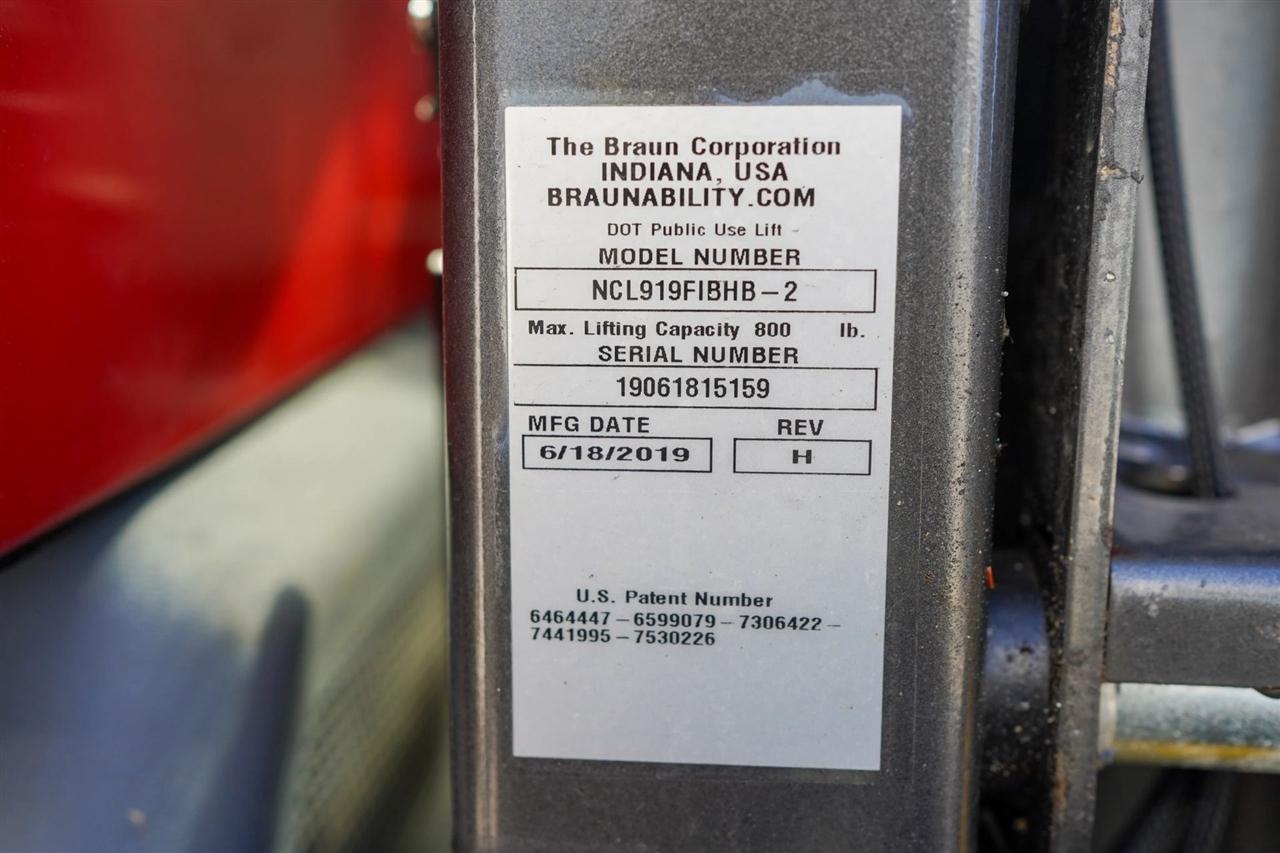 The Braun Corporation
INDIANA, USA
BRAUNABILITY.COM
DOT Public Use Lift
MODEL NUMBER
NCL919FIBHB-2
Max. Lifting Capacity 800 lb.
SERIAL NUMBER
19061815159
MFG DATE REV
6/18/2019 H
U.S. Patent Number
6464447-6599079-7306422-
7441995-7530226